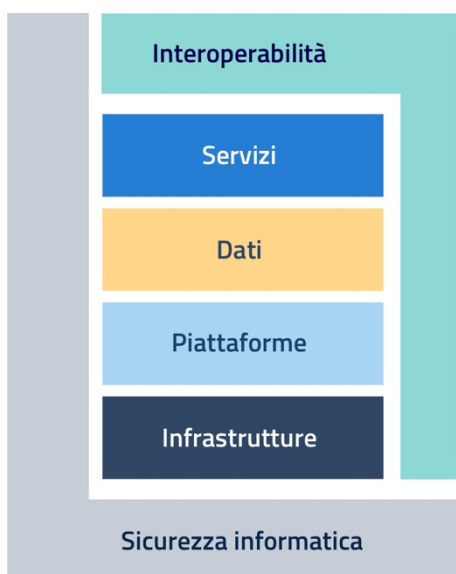 Interoperabilità
Servizi
Dati
Piattaforme
Infrastrutture
Sicurezza informatica